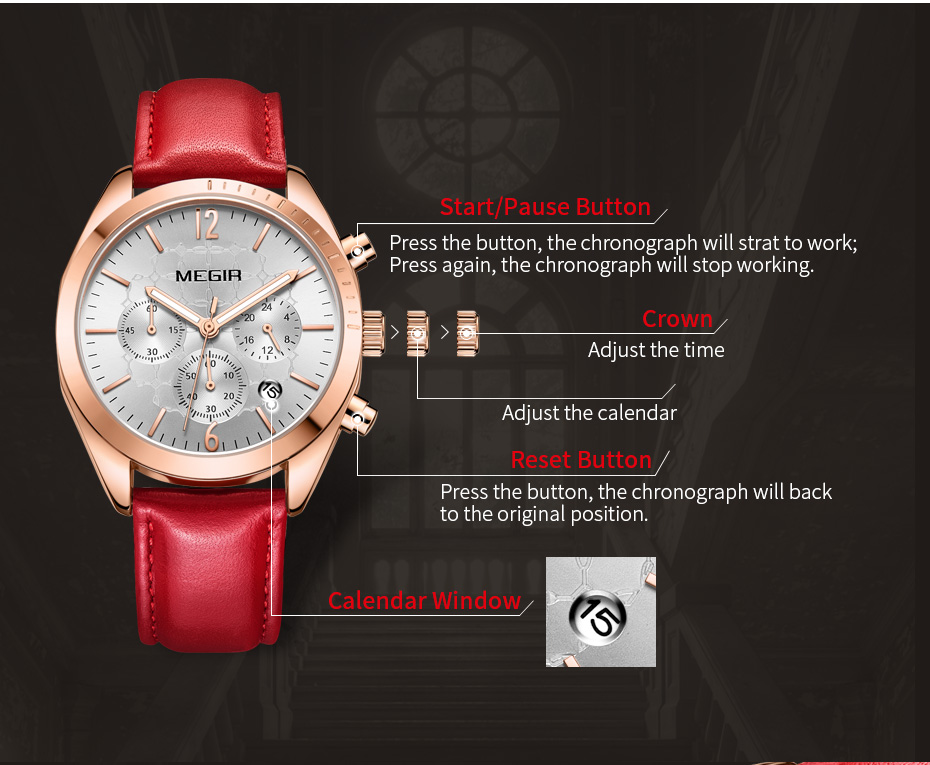 Start/Pause Button
Press the button, the chronograph will strat to work;
Press again, the chronograph will stop working.
12
MEGIR
60
45
15
30
20
24
4
16
8
12
60
50
10
40
20
30
15
6
Crown
Adjust the time
Adjust the calendar
Reset Button
Press the button, the chronograph will back
to the original position.
Calendar Window
15